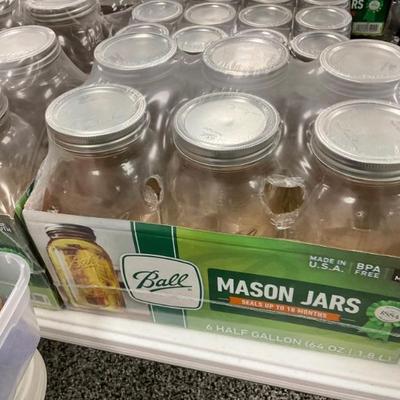 Ball
MASON JARS
SEALS UP TO 18 MONTHS
6 HALF GALLON (64 OZ | 1.8 L)
MADE IN
U.S.A.
BPA
FREE
1884